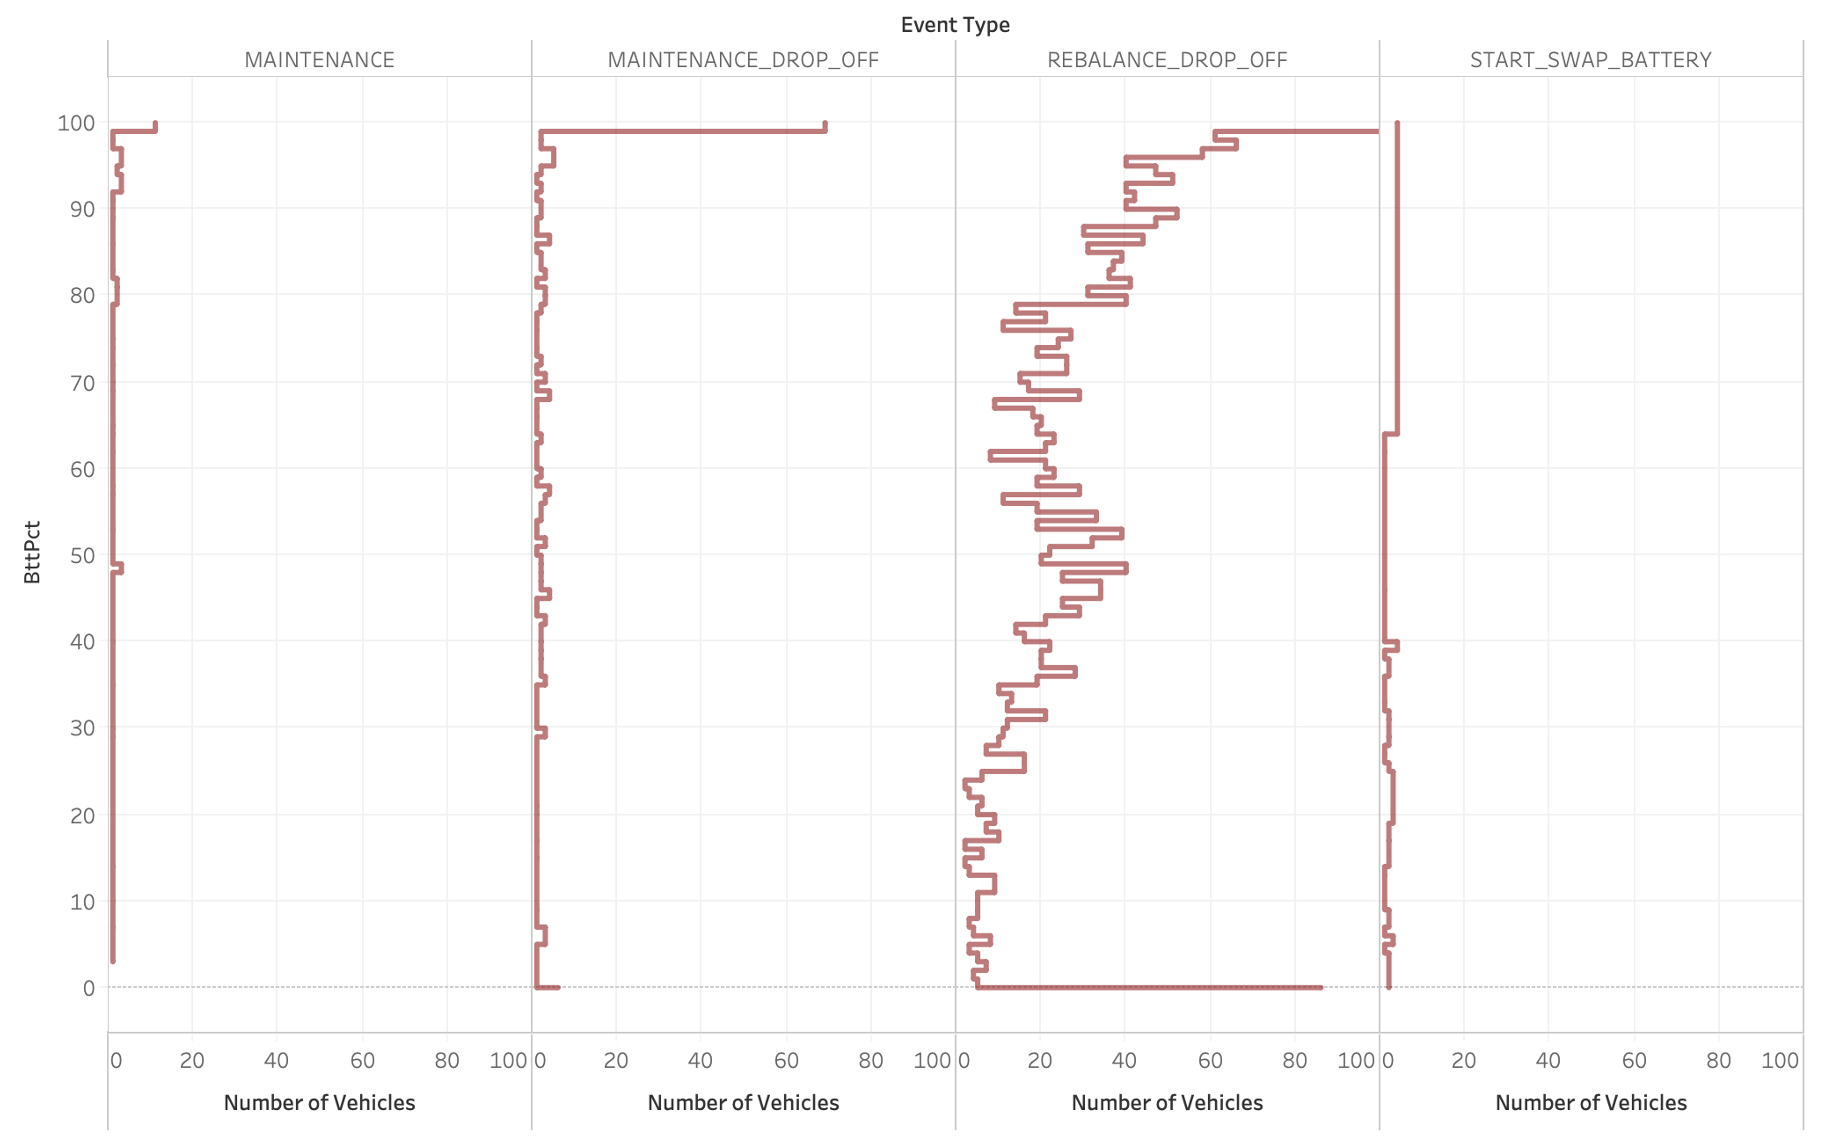 Event Type
MAINTENANCE MAINTENANCE_DROP_OFF REBALANCE_DROP_OFF START_SWAP_BATTERY
100
90
80
70
60
50
40
30
20
10
0
BttPct
0 20 40 60 80 100 0 20 40 60 80 100 0 20 40 60 80 100 0 20 40 60 80 100
Number of Vehicles Number of Vehicles Number of Vehicles Number of Vehicles